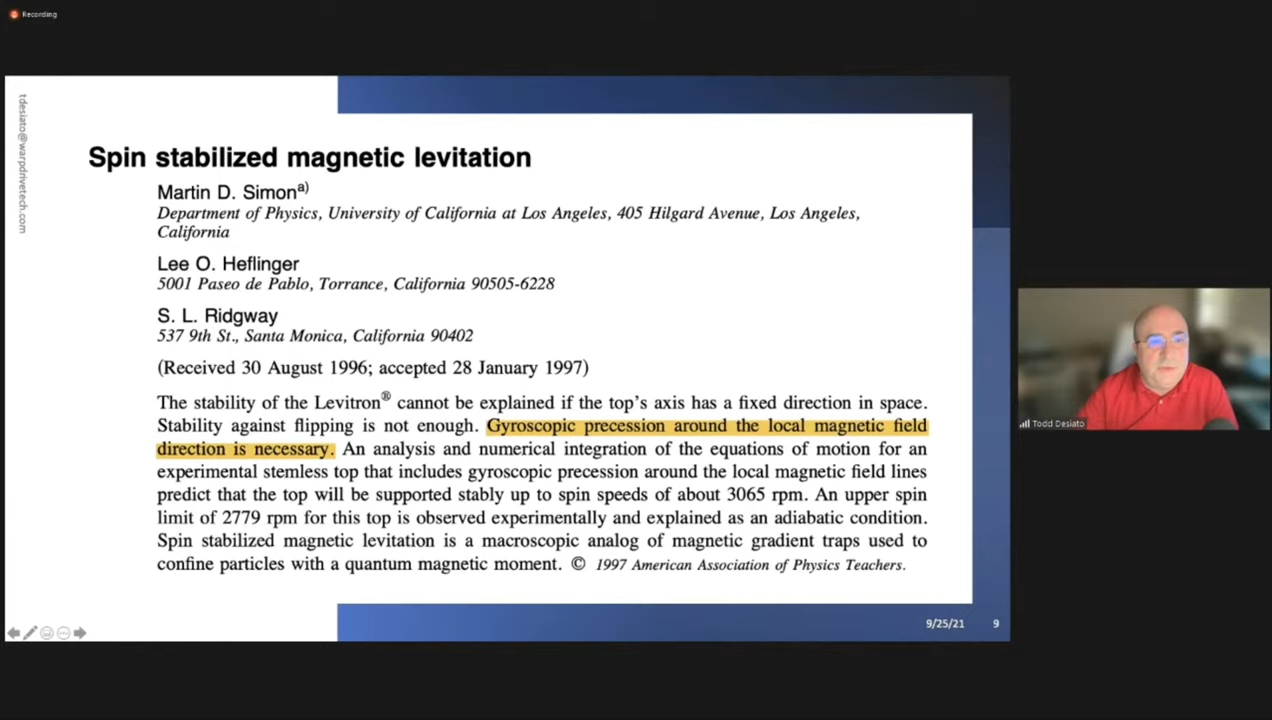 Recording
tdesiato@warpdrivetech.com
Spin stabilized magnetic levitation
Martin D. Simonᵃ⁾
Department of Physics, University of California at Los Angeles, 405 Hilgard Avenue, Los Angeles,
California
Lee O. Heflinger
5001 Paseo de Pablo, Torrance, California 90505-6228
S. L. Ridgway
537 9th St., Santa Monica, California 90402
(Received 30 August 1996; accepted 28 January 1997)
The stability of the Levitron® cannot be explained if the top's axis has a fixed direction in space.
Stability against flipping is not enough. Gyroscopic precession around the local magnetic field
direction is necessary. An analysis and numerical integration of the equations of motion for an
experimental stemless top that includes gyroscopic precession around the local magnetic field lines
predict that the top will be supported stably up to spin speeds of about 3065 rpm. An upper spin
limit of 2779 rpm for this top is observed experimentally and explained as an adiabatic condition.
Spin stabilized magnetic levitation is a macroscopic analog of magnetic gradient traps used to
confine particles with a quantum magnetic moment. © 1997 American Association of Physics Teachers.
9/25/21 9
Todd Desiato